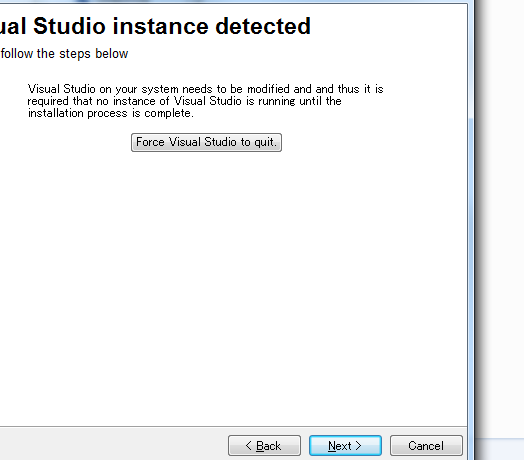 ual Studio instance detected
follow the steps below
Visual Studio on your system needs to be modified and and thus it is
required that no instance of Visual Studio is running until the
installation process is complete.
Force Visual Studio to quit.
< Back
Next >
Cancel